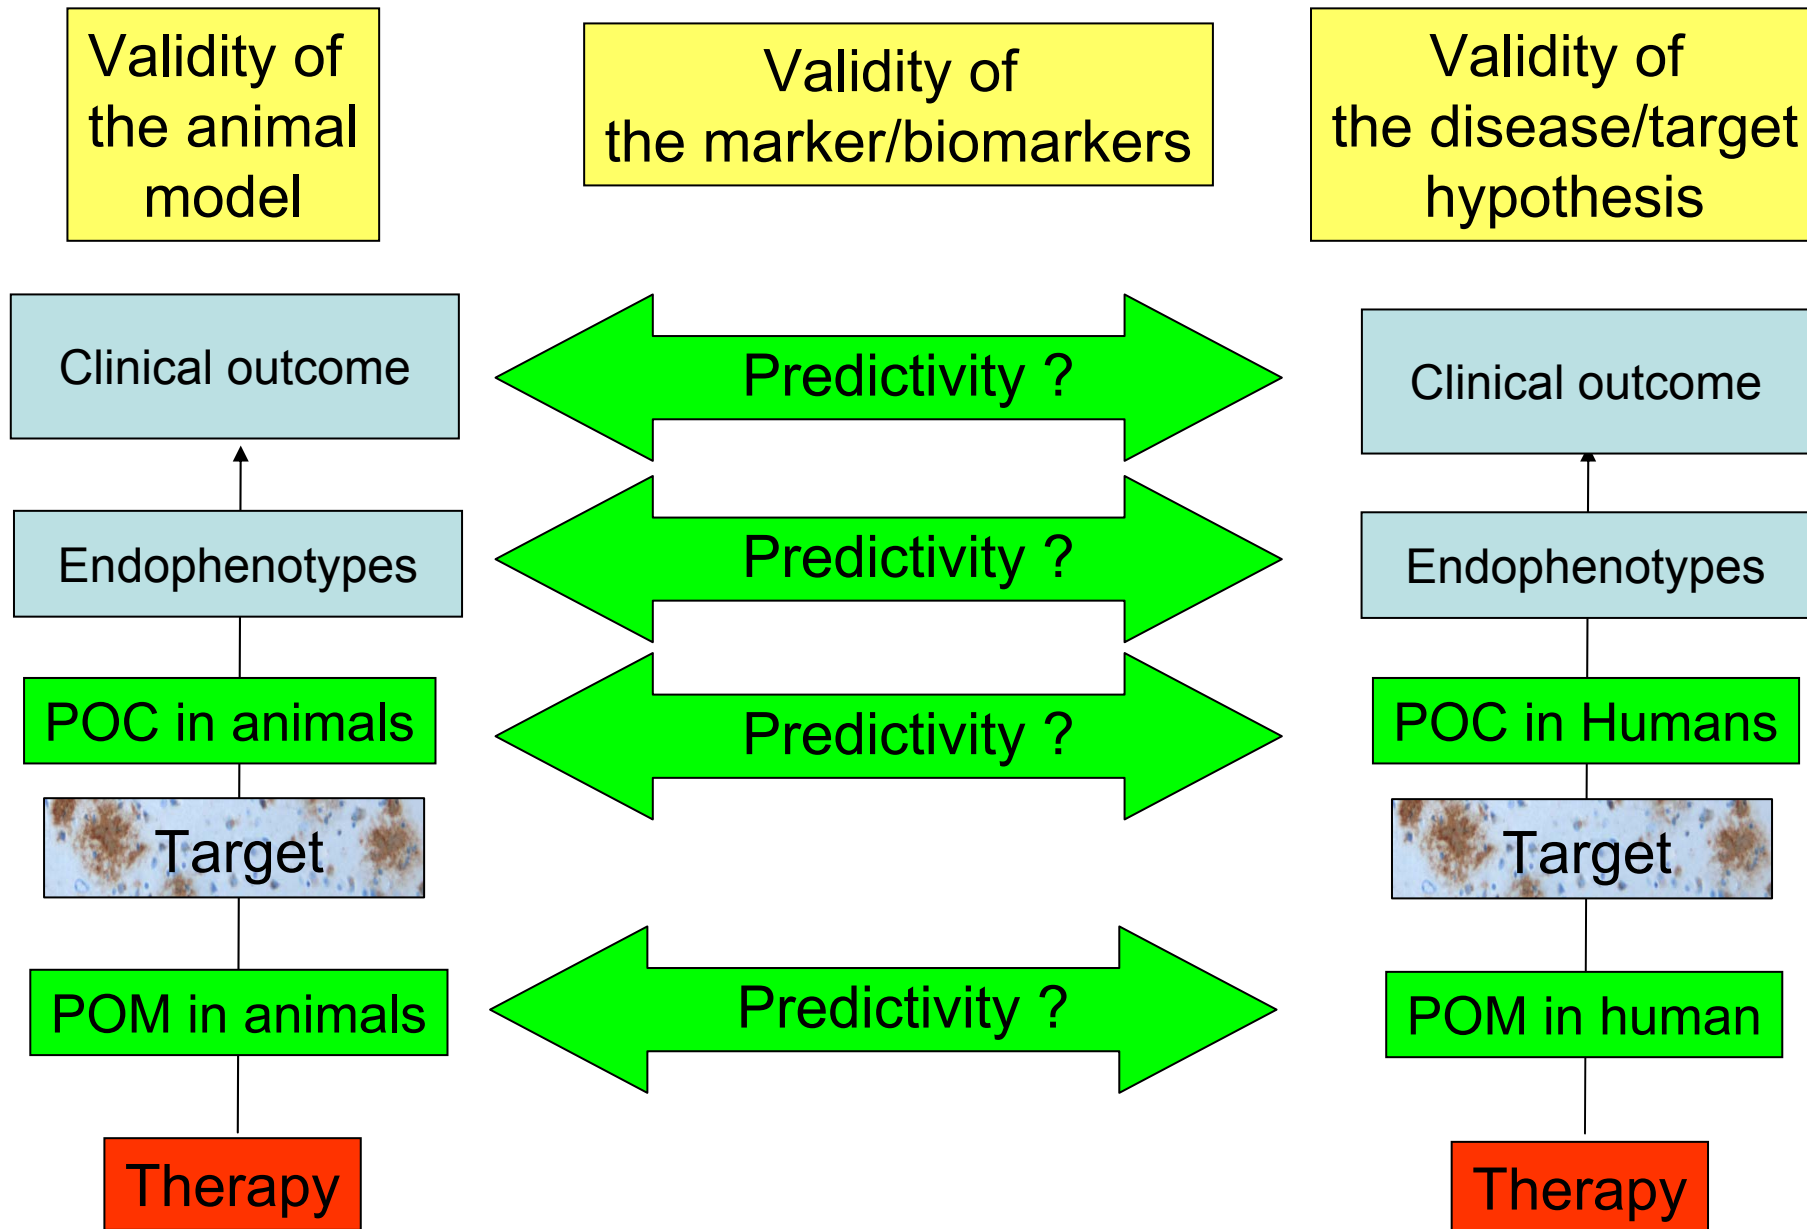 Validity of
the animal
model
Validity of
the marker/biomarkers
Validity of
the disease/target
hypothesis
Clinical outcome
Predictivity ?
Clinical outcome
Endophenotypes
Predictivity ?
Endophenotypes
POC in animals
Predictivity ?
POC in Humans
Target
Target
POM in animals
Predictivity ?
POM in human
Therapy
Therapy